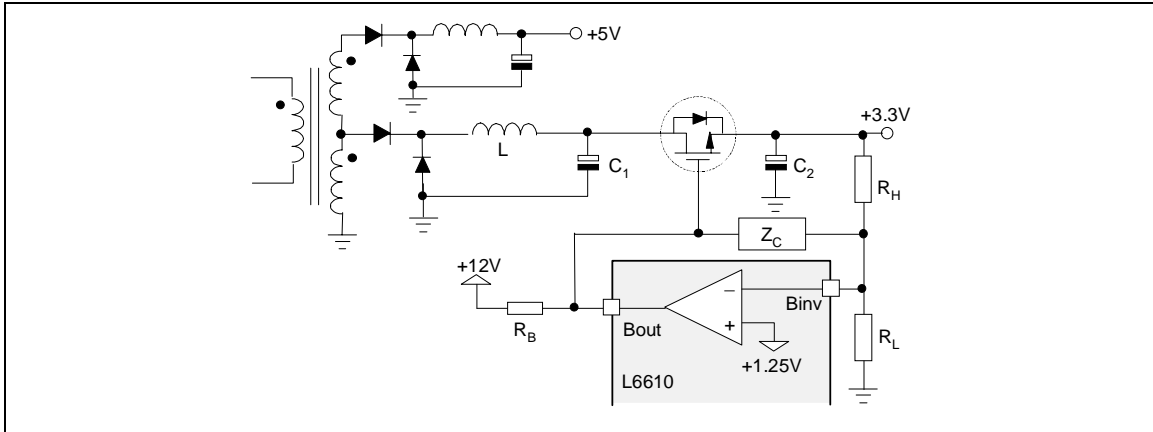 +5V
+3.3V
L
C1
C2
RH
ZC
+12V
RB
Bout
Binv
−
+
+1.25V
RL
L6610